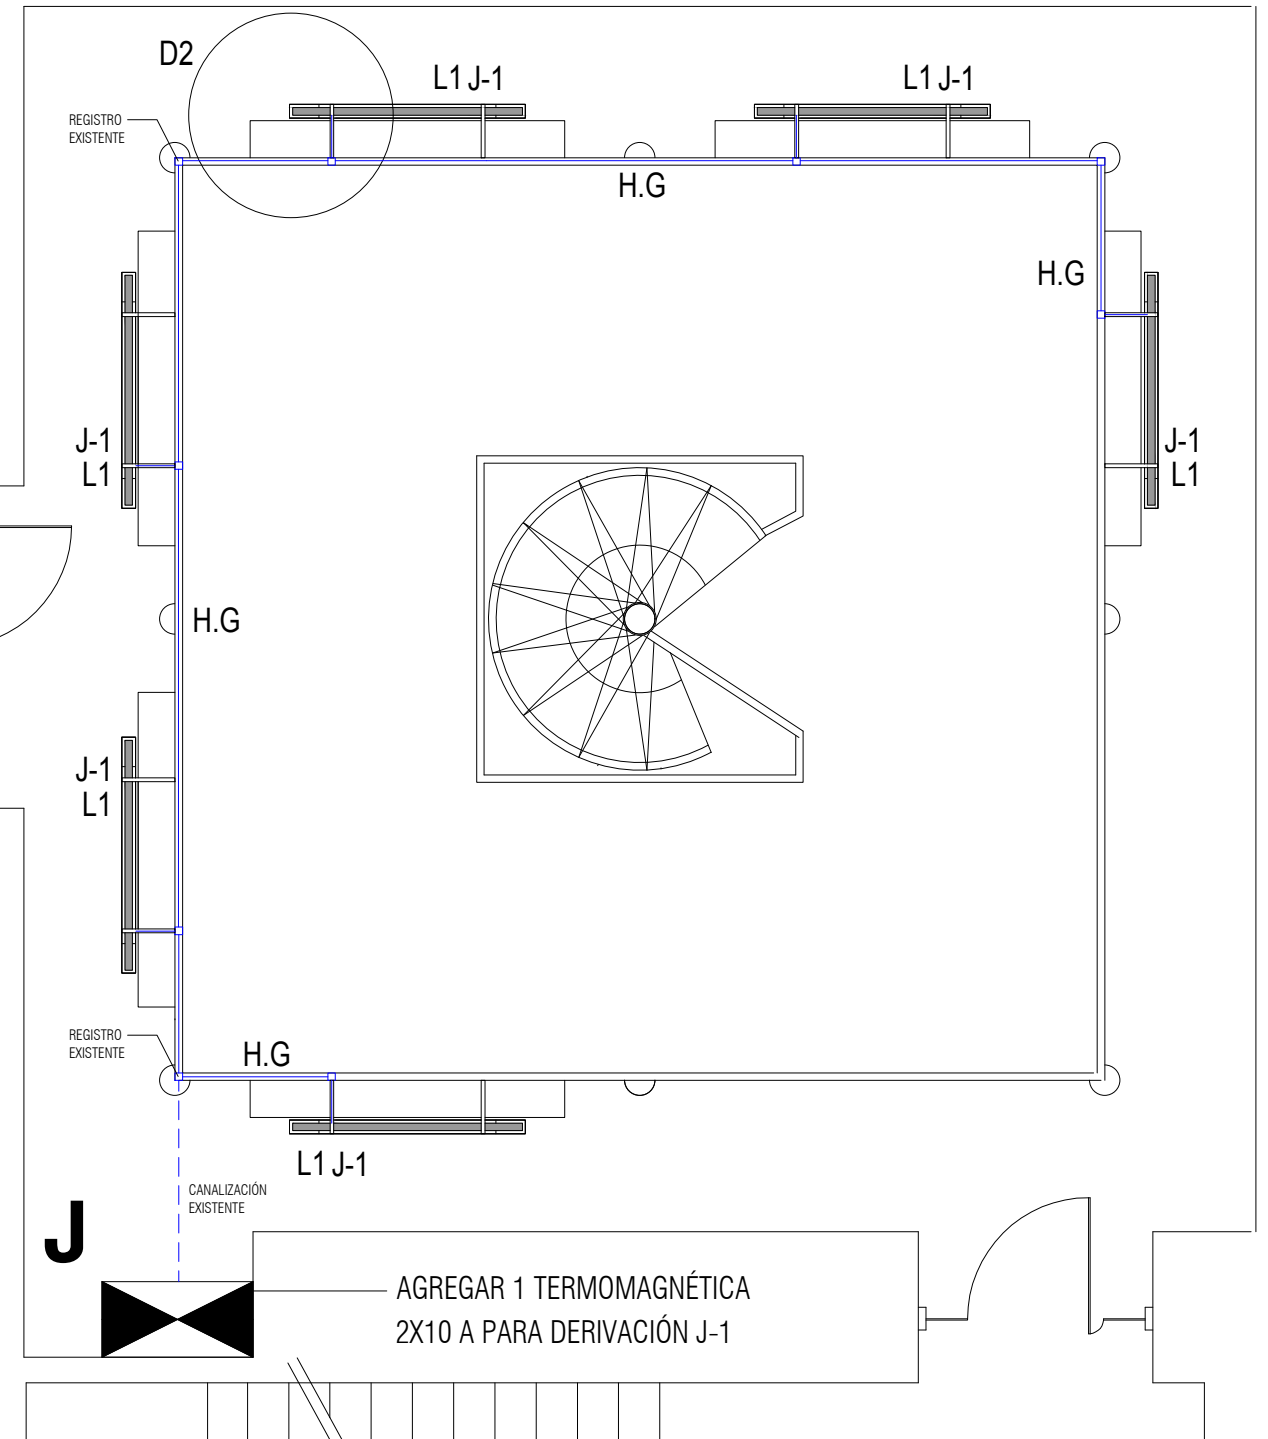 D2
L1 J-1
L1 J-1
REGISTRO
EXISTENTE
H.G
H.G
J-1
L1
J-1
L1
H.G
J-1
L1
REGISTRO
EXISTENTE
H.G
L1 J-1
CANALIZACIÓN
EXISTENTE
J
AGREGAR 1 TERMOMAGNÉTICA
2X10 A PARA DERIVACIÓN J-1